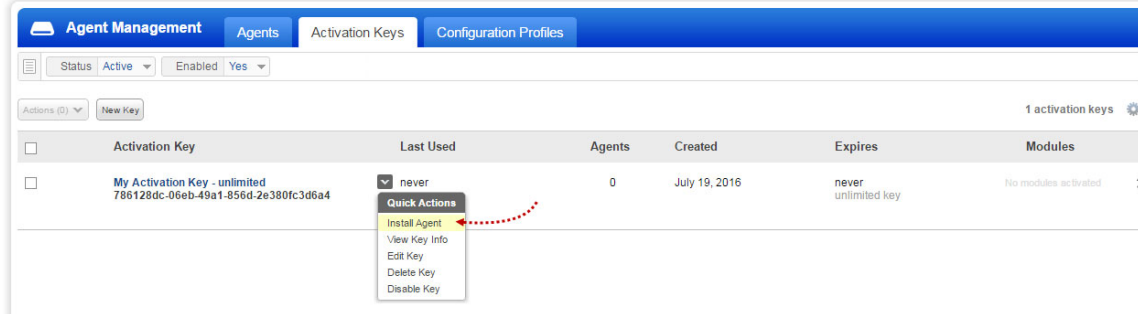 Agent Management Agents Activation Keys Configuration Profiles
Status Active Enabled Yes
Actions (0) New Key 1 activation keys
Activation Key Last Used Agents Created Expires Modules
My Activation Key - unlimited never 0 July 19, 2016 never No modules activated
786128dc-06eb-49a1-856d-2e380fc3d6a4 unlimited key
Quick Actions
Install Agent
View Key Info
Edit Key
Delete Key
Disable Key